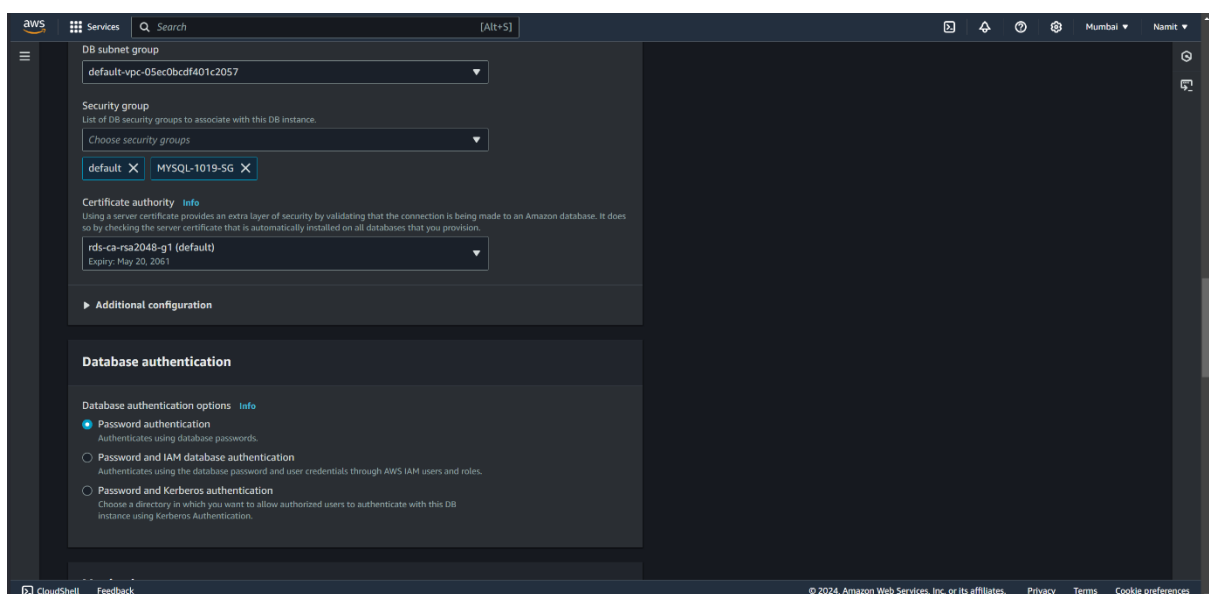 aws Services Search [Alt+S] Mumbai Namit
DB subnet group
default-vpc-05ec0bcdf401c2057
Security group
List of DB security groups to associate with this DB instance.
Choose security groups
default MYSQL-1019-SG
Certificate authority Info
Using a server certificate provides an extra layer of security by validating that the connection is being made to an Amazon database. It does
so by checking the server certificate that is automatically installed on all databases that you provision.
rds-ca-rsa2048-g1 (default)
Expiry: May 20, 2061
Additional configuration
Database authentication
Database authentication options Info
Password authentication
Authenticates using database passwords.
Password and IAM database authentication
Authenticates using the database password and user credentials through AWS IAM users and roles.
Password and Kerberos authentication
Choose a directory in which you want to allow authorized users to authenticate with this DB
instance using Kerberos Authentication.
CloudShell Feedback © 2024, Amazon Web Services, Inc. or its affiliates. Privacy Terms Cookie preferences